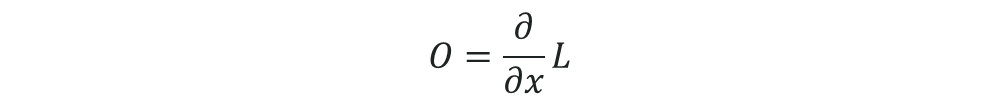 O = ∂/∂x L